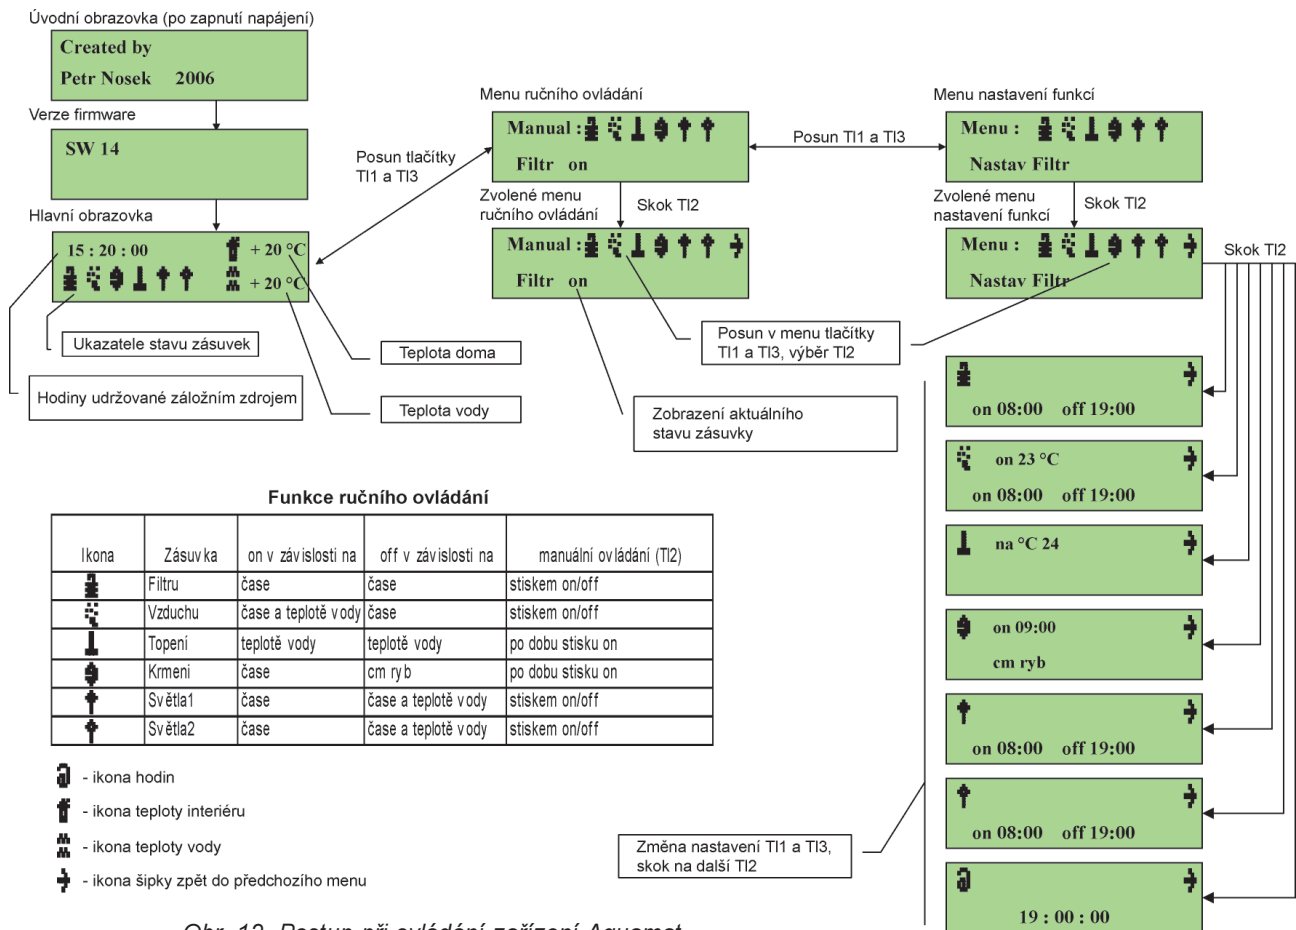 Úvodní obrazovka (po zapnutí napájení)
Created by
Petr Nosek 2006
Verze firmware
SW 14
Hlavní obrazovka
15 : 20 : 00
+ 20 °C
+ 20 °C
Ukazatele stavu zásuvek
Hodiny udržované záložním zdrojem
Teplota doma
Teplota vody
Posun tlačítky
Tl1 a Tl3
Menu ručního ovládání
Manual :
Filtr on
Zvolené menu
ručního ovládání
Skok Tl2
Manual :
Filtr on
Posun Tl1 a Tl3
Menu nastavení funkcí
Menu :
Nastav Filtr
Zvolené menu
nastavení funkcí
Skok Tl2
Menu :
Nastav Filtr
Skok Tl2
Posun v menu tlačítky
Tl1 a Tl3, výběr Tl2
Zobrazení aktuálního
stavu zásuvky
on 08:00 off 19:00
on 23 °C
on 08:00 off 19:00
na °C 24
on 09:00
cm ryb
on 08:00 off 19:00
on 08:00 off 19:00
19 : 00 : 00
Změna nastavení Tl1 a Tl3,
skok na další Tl2
Funkce ručního ovládání
Ikona Zásuvka on v závislosti na off v závislosti na manuální ovládání (Tl2)
Filtru čase čase stiskem on/off
Vzduchu čase a teplotě vody čase stiskem on/off
Topení teplotě vody teplotě vody po dobu stisku on
Krmeni čase cm ryb po dobu stisku on
Světla1 čase čase a teplotě vody stiskem on/off
Světla2 čase čase a teplotě vody stiskem on/off
- ikona hodin
- ikona teploty interiéru
- ikona teploty vody
- ikona šipky zpět do předchozího menu
Obr. 12. Postup při ovládání zařízení Aquamat